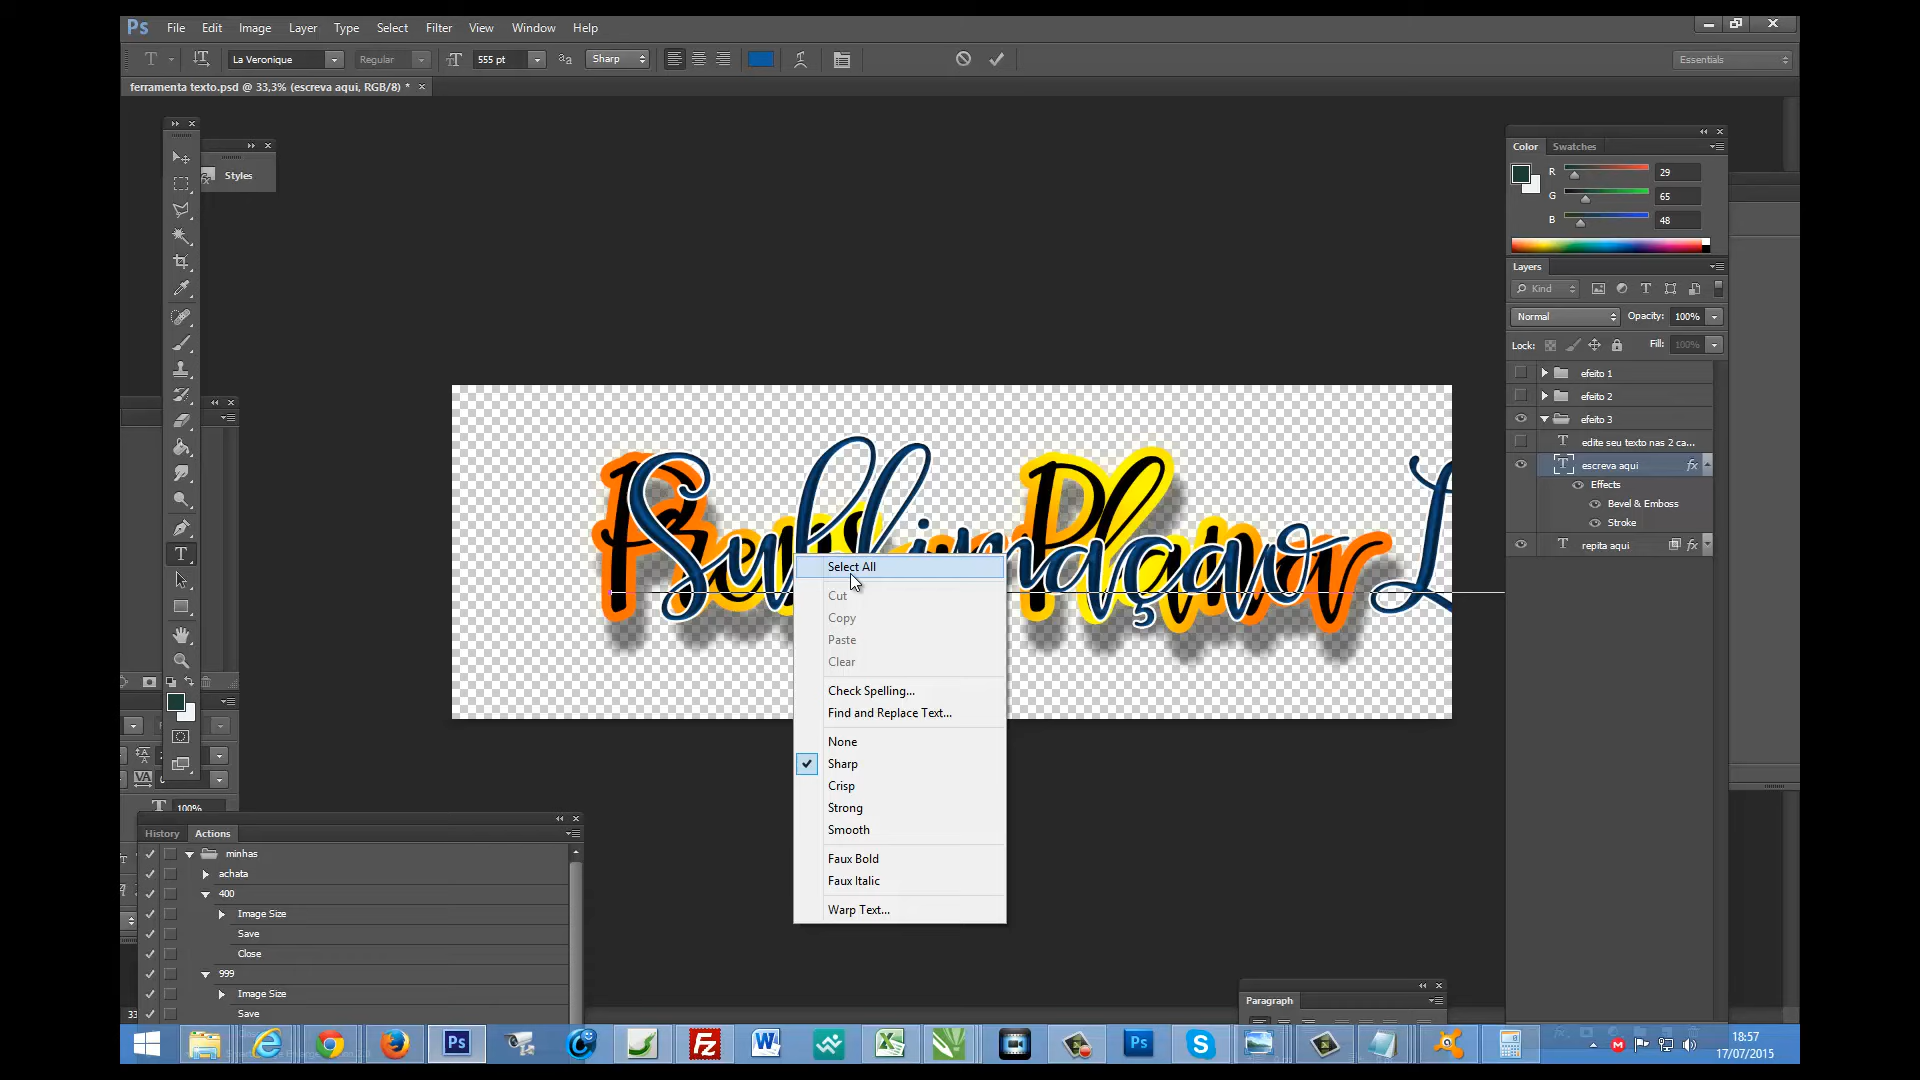 Ps File Edit Image Layer Type Select Filter View Window Help
La Veronique Regular 555 pt Sharp Essentials
ferramenta texto.psd @ 33,3% (escreva aqui, RGB/8) *
Styles
Color Swatches
R 29
G 65
B 48
Layers
Kind
Normal Opacity: 100%
Lock: Fill: 100%
efeito 1
efeito 2
efeito 3
edite seu texto nas 2 ca...
escreva aqui fx
Effects
Bevel & Emboss
Stroke
repita aqui fx
Sublimação L
Select All
Cut
Copy
Paste
Clear
Check Spelling...
Find and Replace Text...
None
Sharp
Crisp
Strong
Smooth
Faux Bold
Faux Italic
Warp Text...
100%
History Actions
minhas
achata
400
Image Size
Save
Close
999
Image Size
Save
33
Paragraph
18:57
17/07/2015